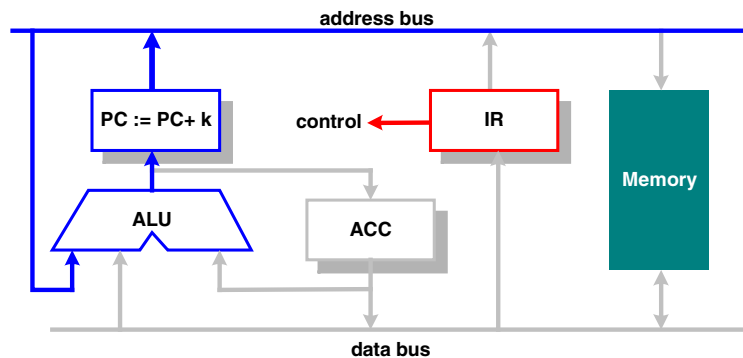 address bus
PC := PC+ k
control
IR
Memory
ALU
ACC
data bus